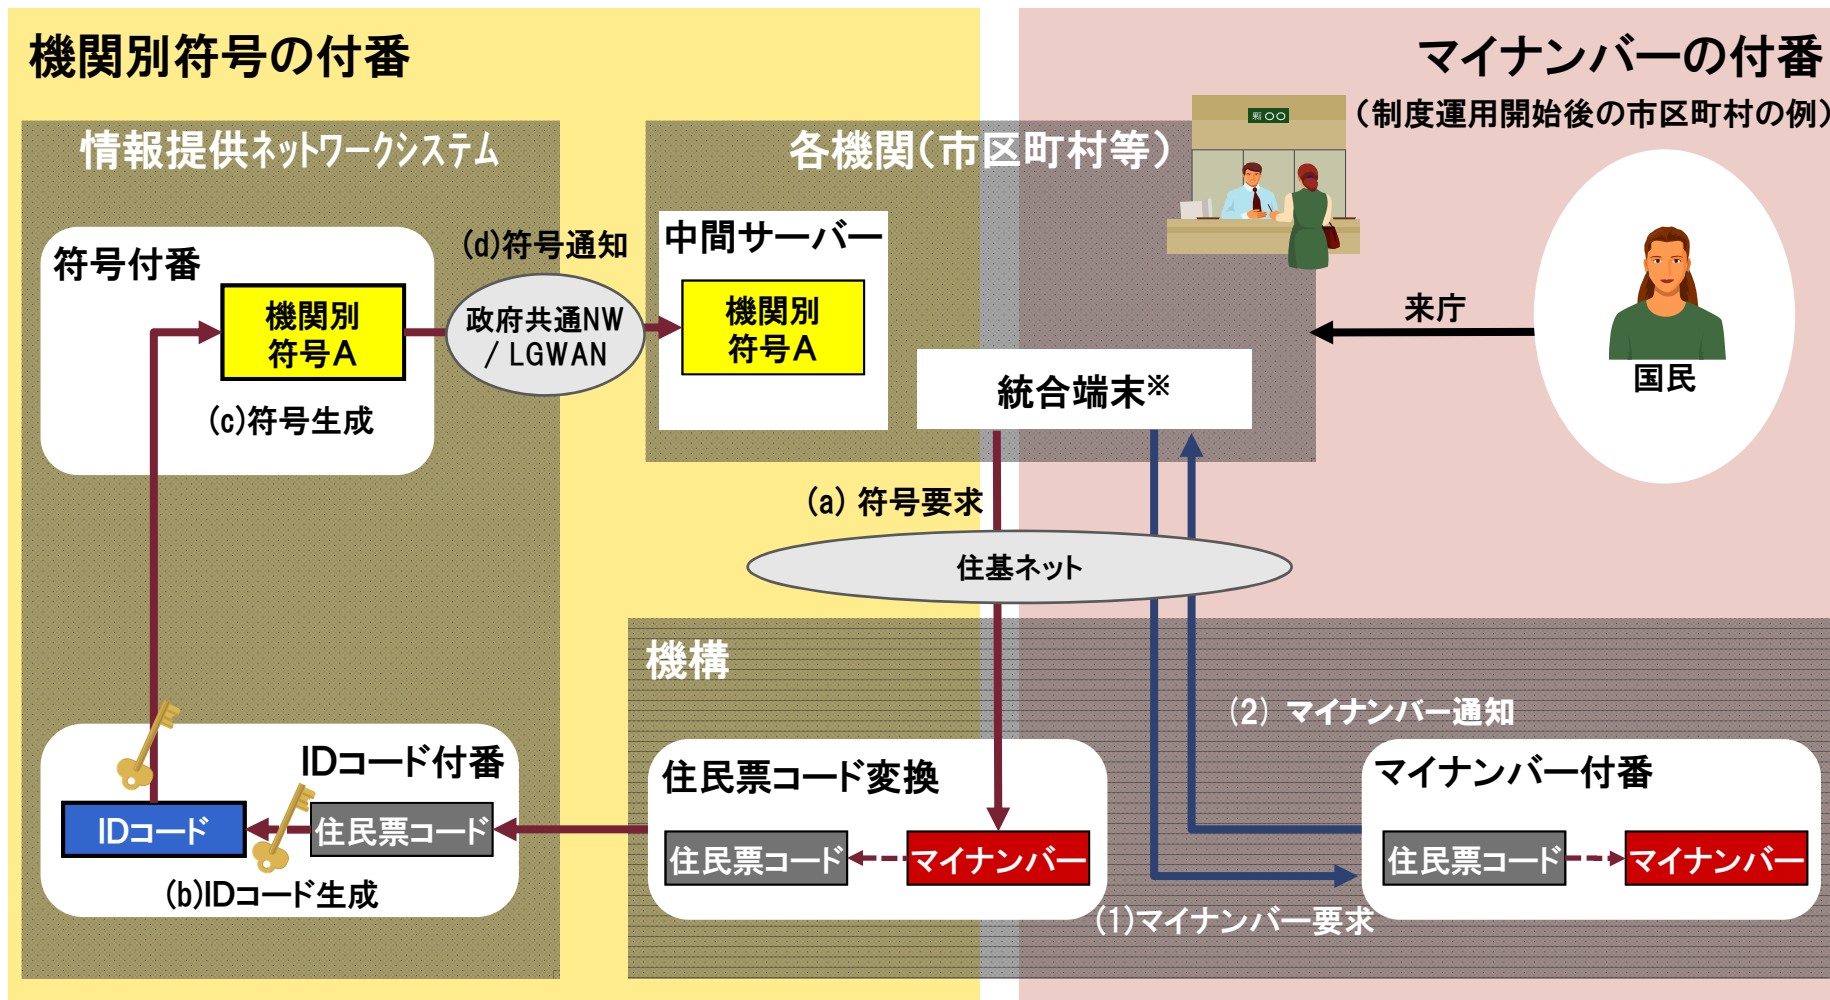 機関別符号の付番
マイナンバーの付番
(制度運用開始後の市区町村の例)
情報提供ネットワークシステム
各機関(市区町村等)
符号付番
機関別
符号A
(c)符号生成
(d)符号通知
政府共通NW
/ LGWAN
中間サーバー
機関別
符号A
統合端末※
来庁
国民
(a) 符号要求
住基ネット
機構
(2) マイナンバー通知
IDコード付番
IDコード
住民票コード
(b)IDコード生成
住民票コード変換
住民票コード
マイナンバー
マイナンバー付番
住民票コード
マイナンバー
(1)マイナンバー要求